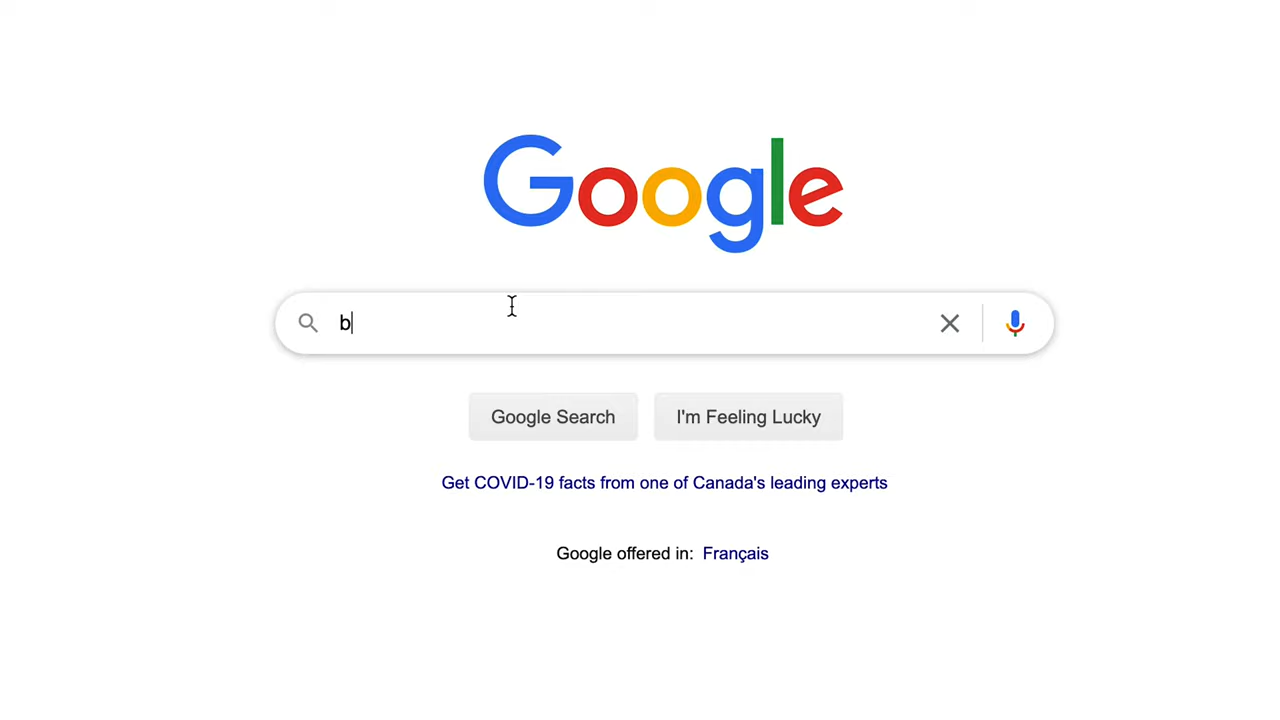 Google
b
Google Search
I'm Feeling Lucky
Get COVID-19 facts from one of Canada's leading experts
Google offered in: Français